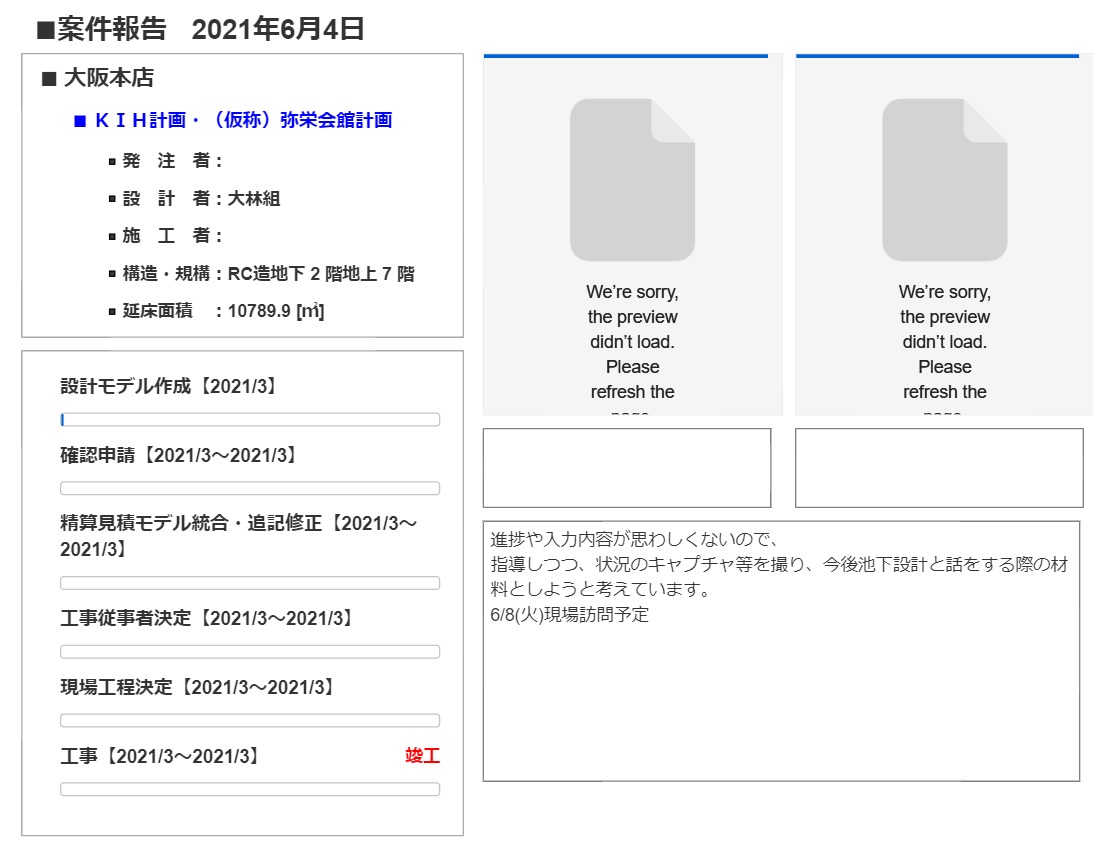 ■案件報告 2021年6月4日
■ 大阪本店
■ ＫＩＨ計画・（仮称）弥栄会館計画
▪ 発　注　者：
▪ 設　計　者：大林組
▪ 施　工　者：
▪ 構造・規構：RC造地下２階地上７階
▪ 延床面積　：10789.9 [㎡]
設計モデル作成【2021/3】
確認申請【2021/3～2021/3】
精算見積モデル統合・追記修正【2021/3～
2021/3】
工事従事者決定【2021/3～2021/3】
現場工程決定【2021/3～2021/3】
工事【2021/3～2021/3】 竣工
We’re sorry,
the preview
didn’t load.
Please
refresh the
We’re sorry,
the preview
didn’t load.
Please
refresh the
進捗や入力内容が思わしくないので、
指導しつつ、状況のキャプチャ等を撮り、今後池下設計と話をする際の材
料としようと考えています。
6/8(火)現場訪問予定